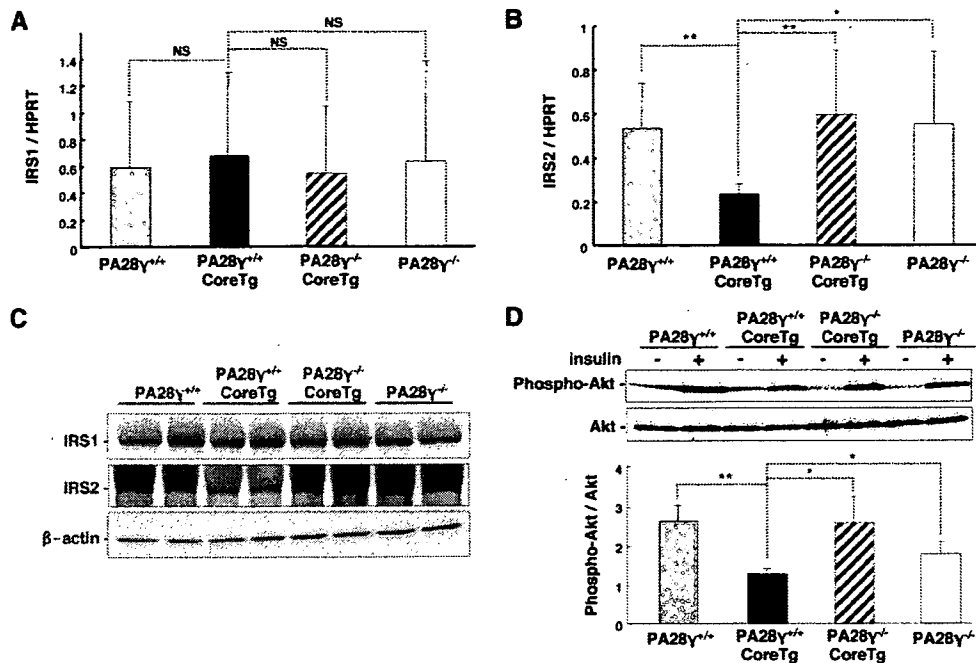 A
IRS1 / HPRT
1.4
1.2
1
0.8
0.6
0.4
0.2
0
NS
NS
NS
PA28γ+/+
PA28γ+/+ CoreTg
PA28γ-/- CoreTg
PA28γ-/-
B
IRS2 / HPRT
1
0.8
0.6
0.4
0.2
0
**
**
*
PA28γ+/+
PA28γ+/+ CoreTg
PA28γ-/- CoreTg
PA28γ-/-
C
PA28γ+/+
PA28γ+/+ CoreTg
PA28γ-/- CoreTg
PA28γ-/-
IRS1 -
IRS2 -
β-actin -
D
PA28γ+/+
PA28γ+/+ CoreTg
PA28γ-/- CoreTg
PA28γ-/-
insulin - + - + - + - +
Phospho-Akt -
Akt -
Phospho-Akt / Akt
4
3
2
1
0
**
*
*
PA28γ+/+
PA28γ+/+ CoreTg
PA28γ-/- CoreTg
PA28γ-/-